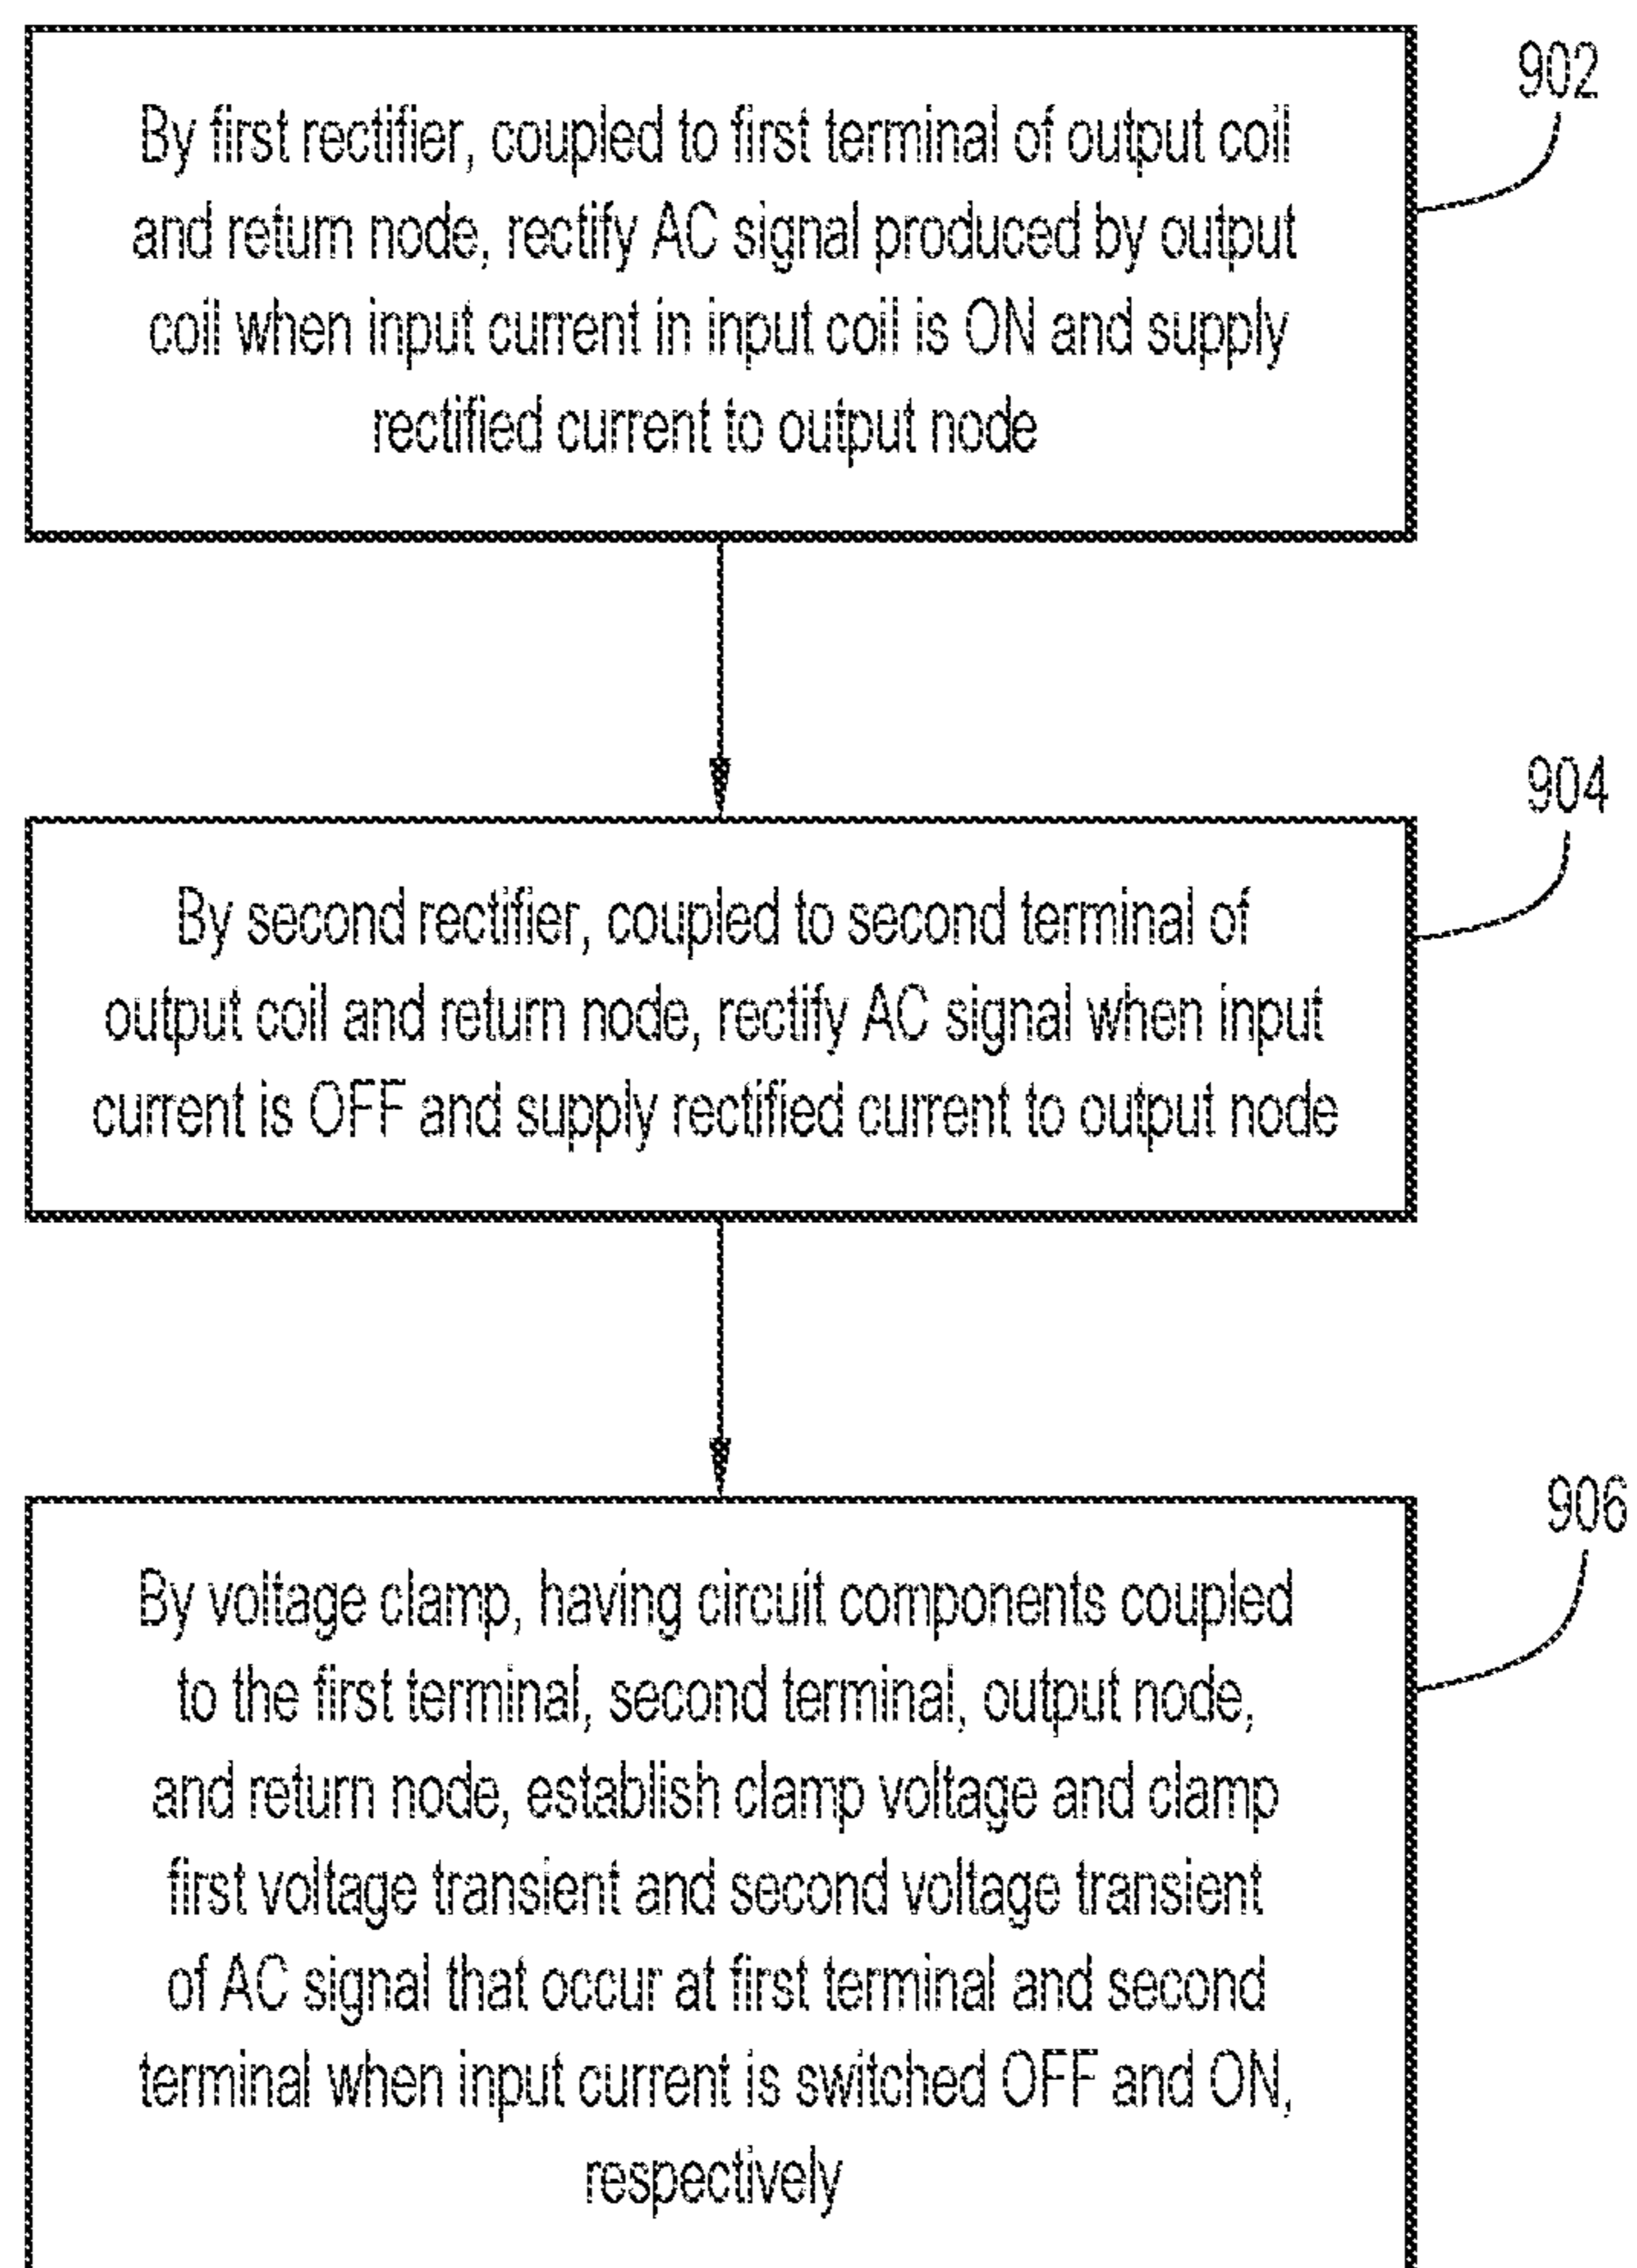 902
By first rectifier, coupled to first terminal of output coil
and return node, rectify AC signal produced by output
coil when input current in input coil is ON and supply
rectified current to output node
904
By second rectifier, coupled to second terminal of
output coil and return node, rectify AC signal when input
current is OFF and supply rectified current to output node
906
By voltage clamp, having circuit components coupled
to the first terminal, second terminal, output node,
and return node, establish clamp voltage and clamp
first voltage transient and second voltage transient
of AC signal that occur at first terminal and second
terminal when input current is switched OFF and ON,
respectively